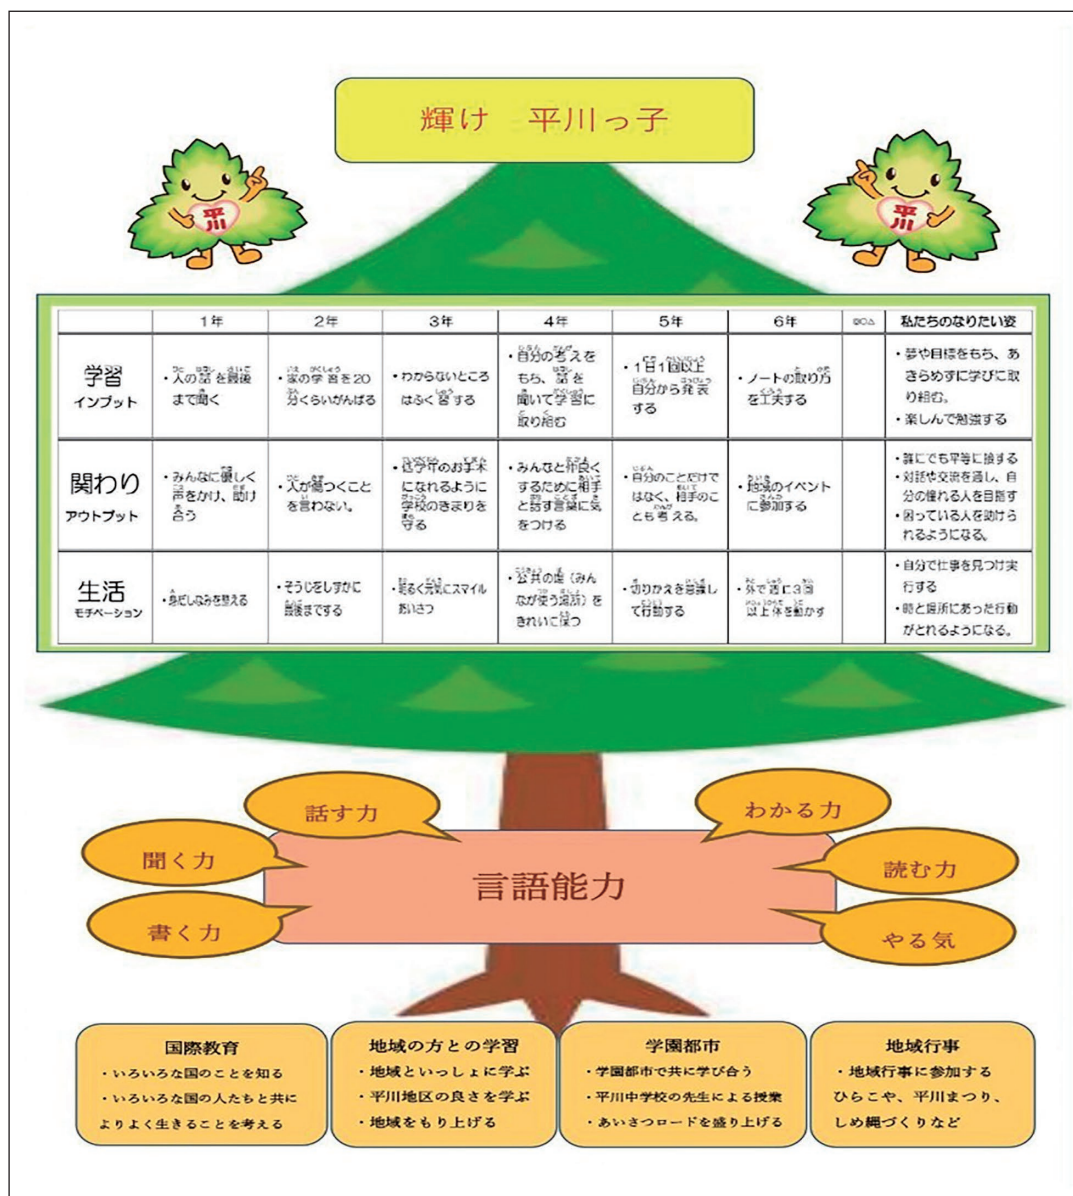 輝け 平川っ子
平川
平川
1年 2年 3年 4年 5年 6年 ◎○△ 私たちのなりたい姿
学習
インプット
・人の話を最後
まで聞く
・家の学習を20
分くらいがんばる
・わからないところ
はふく習する
・自分の考えを
もち、話を
聞いて学習に
取り組む
・1日1回以上
自分から発表
する
・ノートの取り方
を工夫する
・夢や目標をもち、あ
きらめずに学びに取
り組む。
・楽しんで勉強する
関わり
アウトプット
・みんなに優しく
声をかけ、助け
合う
・人が傷つくこと
を言わない。
・低学年のお手本
になれるように
学校のきまりを
守る
・みんなと仲良く
するために相手
と話す言葉に気
をつける
・自分のことだけで
はなく、相手のこ
とも考える。
・地域のイベント
に参加する
・誰にでも平等に接する
・対話や交流を通し、自
分の憧れる人を目指す
・困っている人を助けら
れるようになる。
生活
モチベーション
・身だしなみを整える
・そうじをしずかに
最後までする
・明るく元気にスマイル
あいさつ
・公共の場（みん
なが使う場所）を
きれいに保つ
・切りかえを意識し
て行動する
・外で週に3回
以上体を動かす
・自分で仕事を見つけ実
行する
・時と場所にあった行動
がとれるようになる。
話す力
わかる力
聞く力
読む力
言語能力
書く力
やる気
国際教育
・いろいろな国のことを知る
・いろいろな国の人たちと共に
よりよく生きることを考える
地域の方との学習
・地域といっしょに学ぶ
・平川地区の良さを学ぶ
・地域をもり上げる
学園都市
・学園都市で共に学び合う
・平川中学校の先生による授業
・あいさつロードを盛り上げる
地域行事
・地域行事に参加する
ひらこや、平川まつり、
しめ縄づくりなど